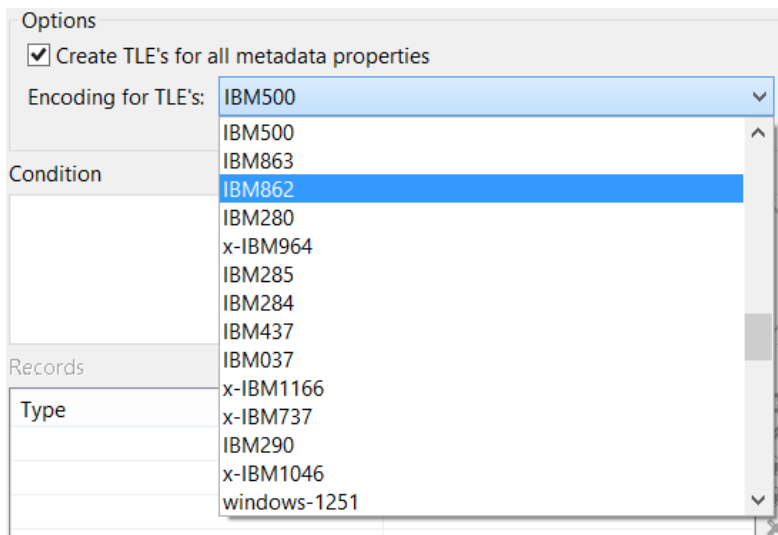 Options
Create TLE's for all metadata properties
Encoding for TLE's: IBM500
IBM500
IBM863
Condition
IBM862
IBM280
x-IBM964
IBM285
IBM284
IBM437
IBM037
Records
x-IBM1166
Type
x-IBM737
IBM290
x-IBM1046
windows-1251